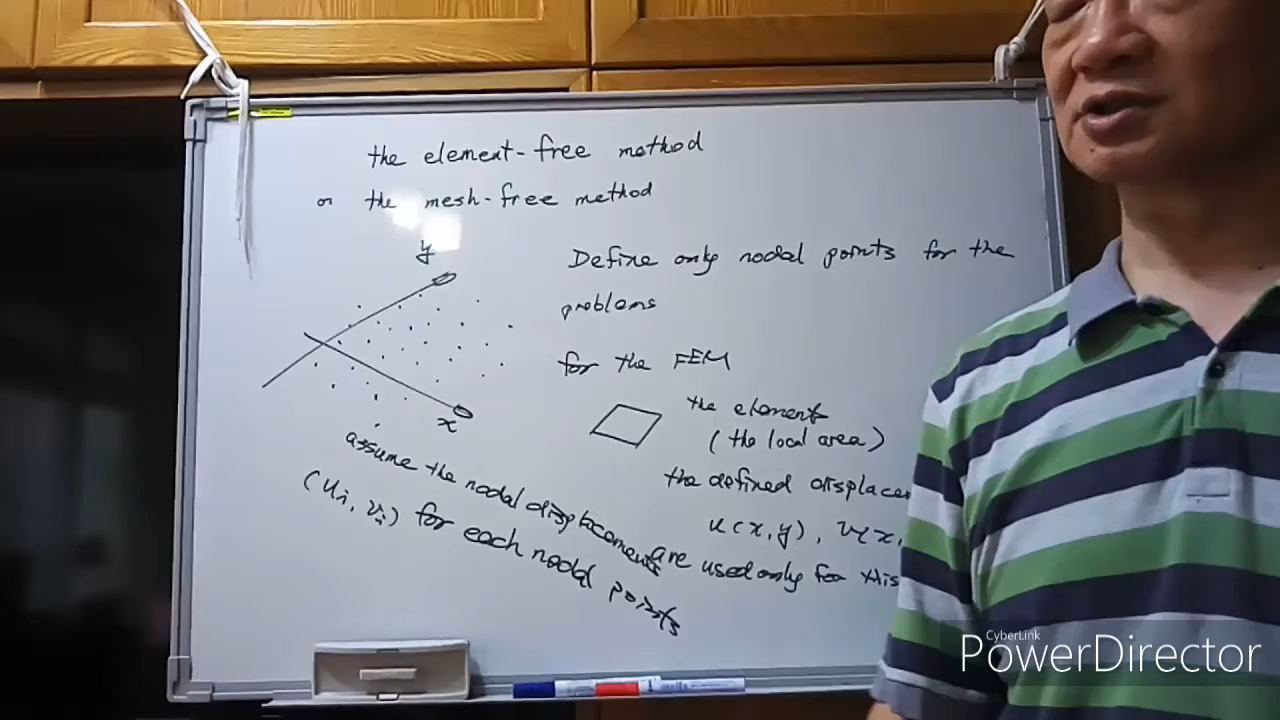 the element-free method
or the mesh-free method
y
Define only nodal points for the
problems
for the FEM
x
the element
(the local area)
the defined displacem
u(x,y), v(x,
are used only for this
assume the nodal displacements
(ui, vi) for each nodal points
CyberLink
PowerDirector